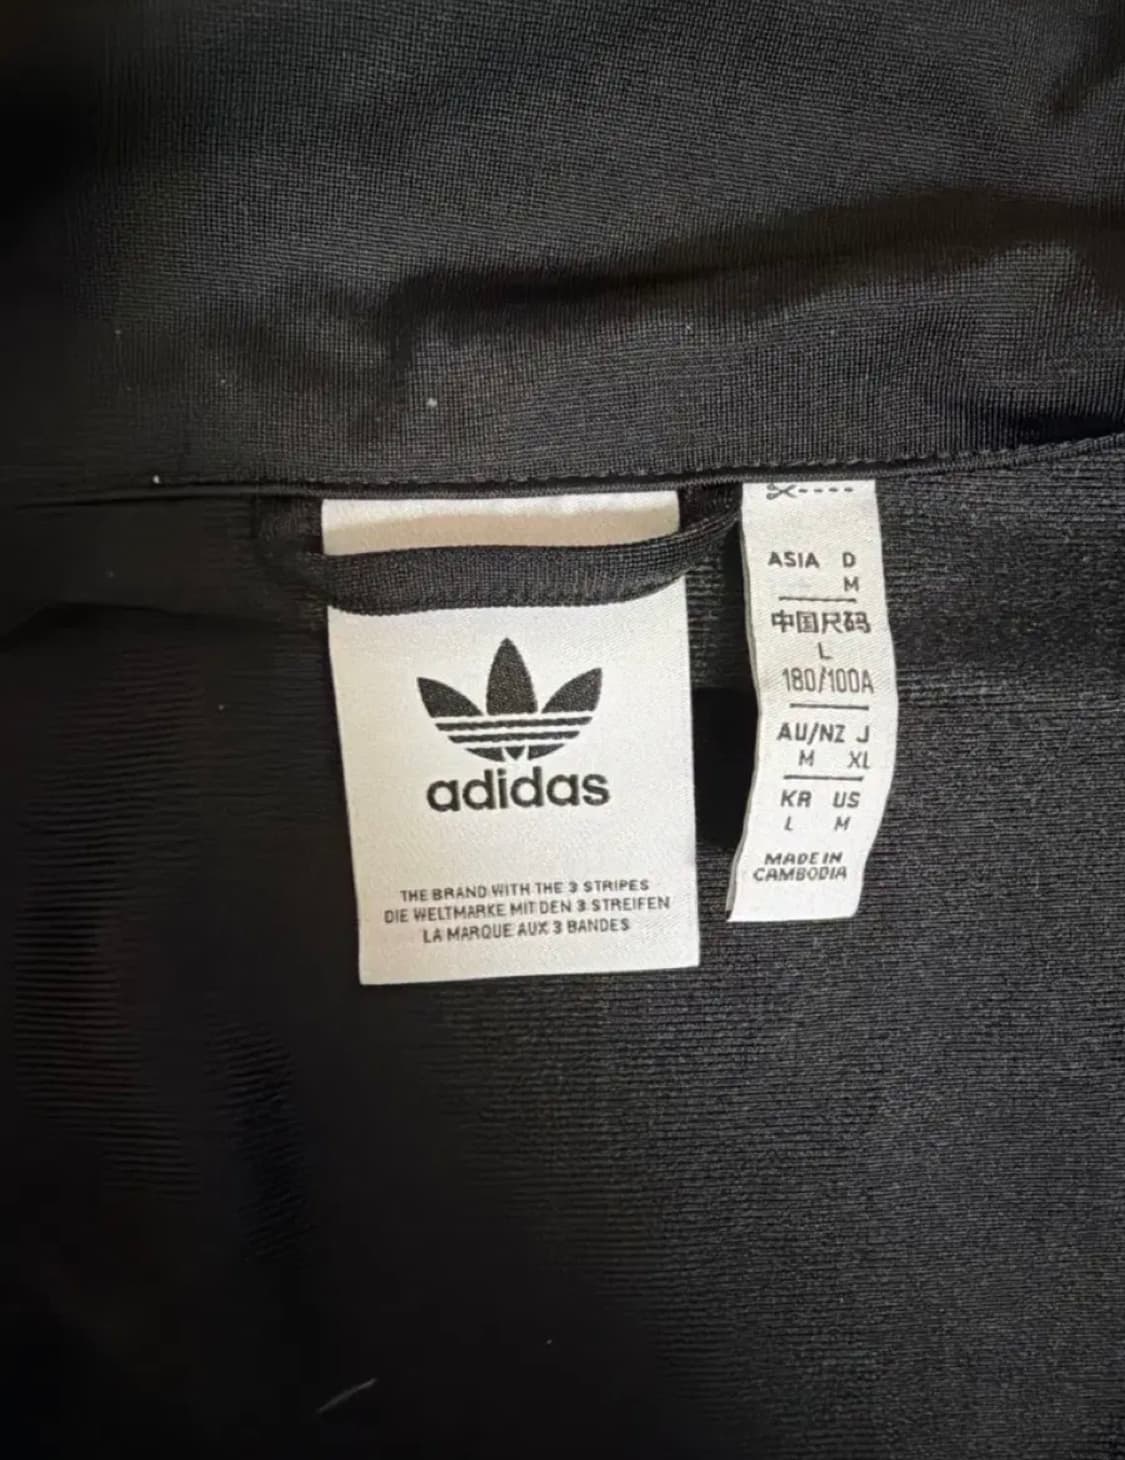 adidas
THE BRAND WITH THE 3 STRIPES
DIE WELTMARKE MIT DEN 3 STREIFEN
LA MARQUE AUX 3 BANDES
ASIA D
M
中国尺码
L
180/100A
AU/NZ J
M XL
KR US
L M
MADE IN
CAMBODIA